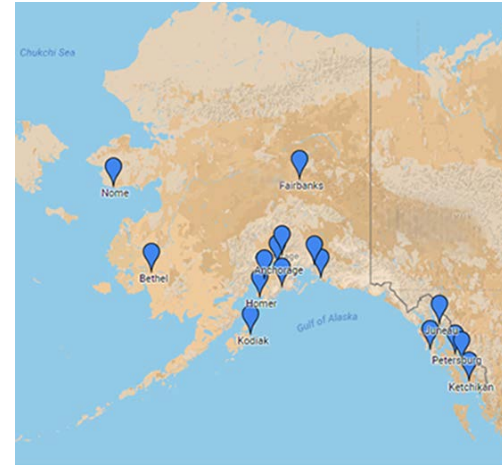 Chukchi Sea
Nome
Fairbanks
Bethel
Anchorage
Homer
Kodiak
Gulf of Alaska
Juneau
Petersburg
Ketchikan